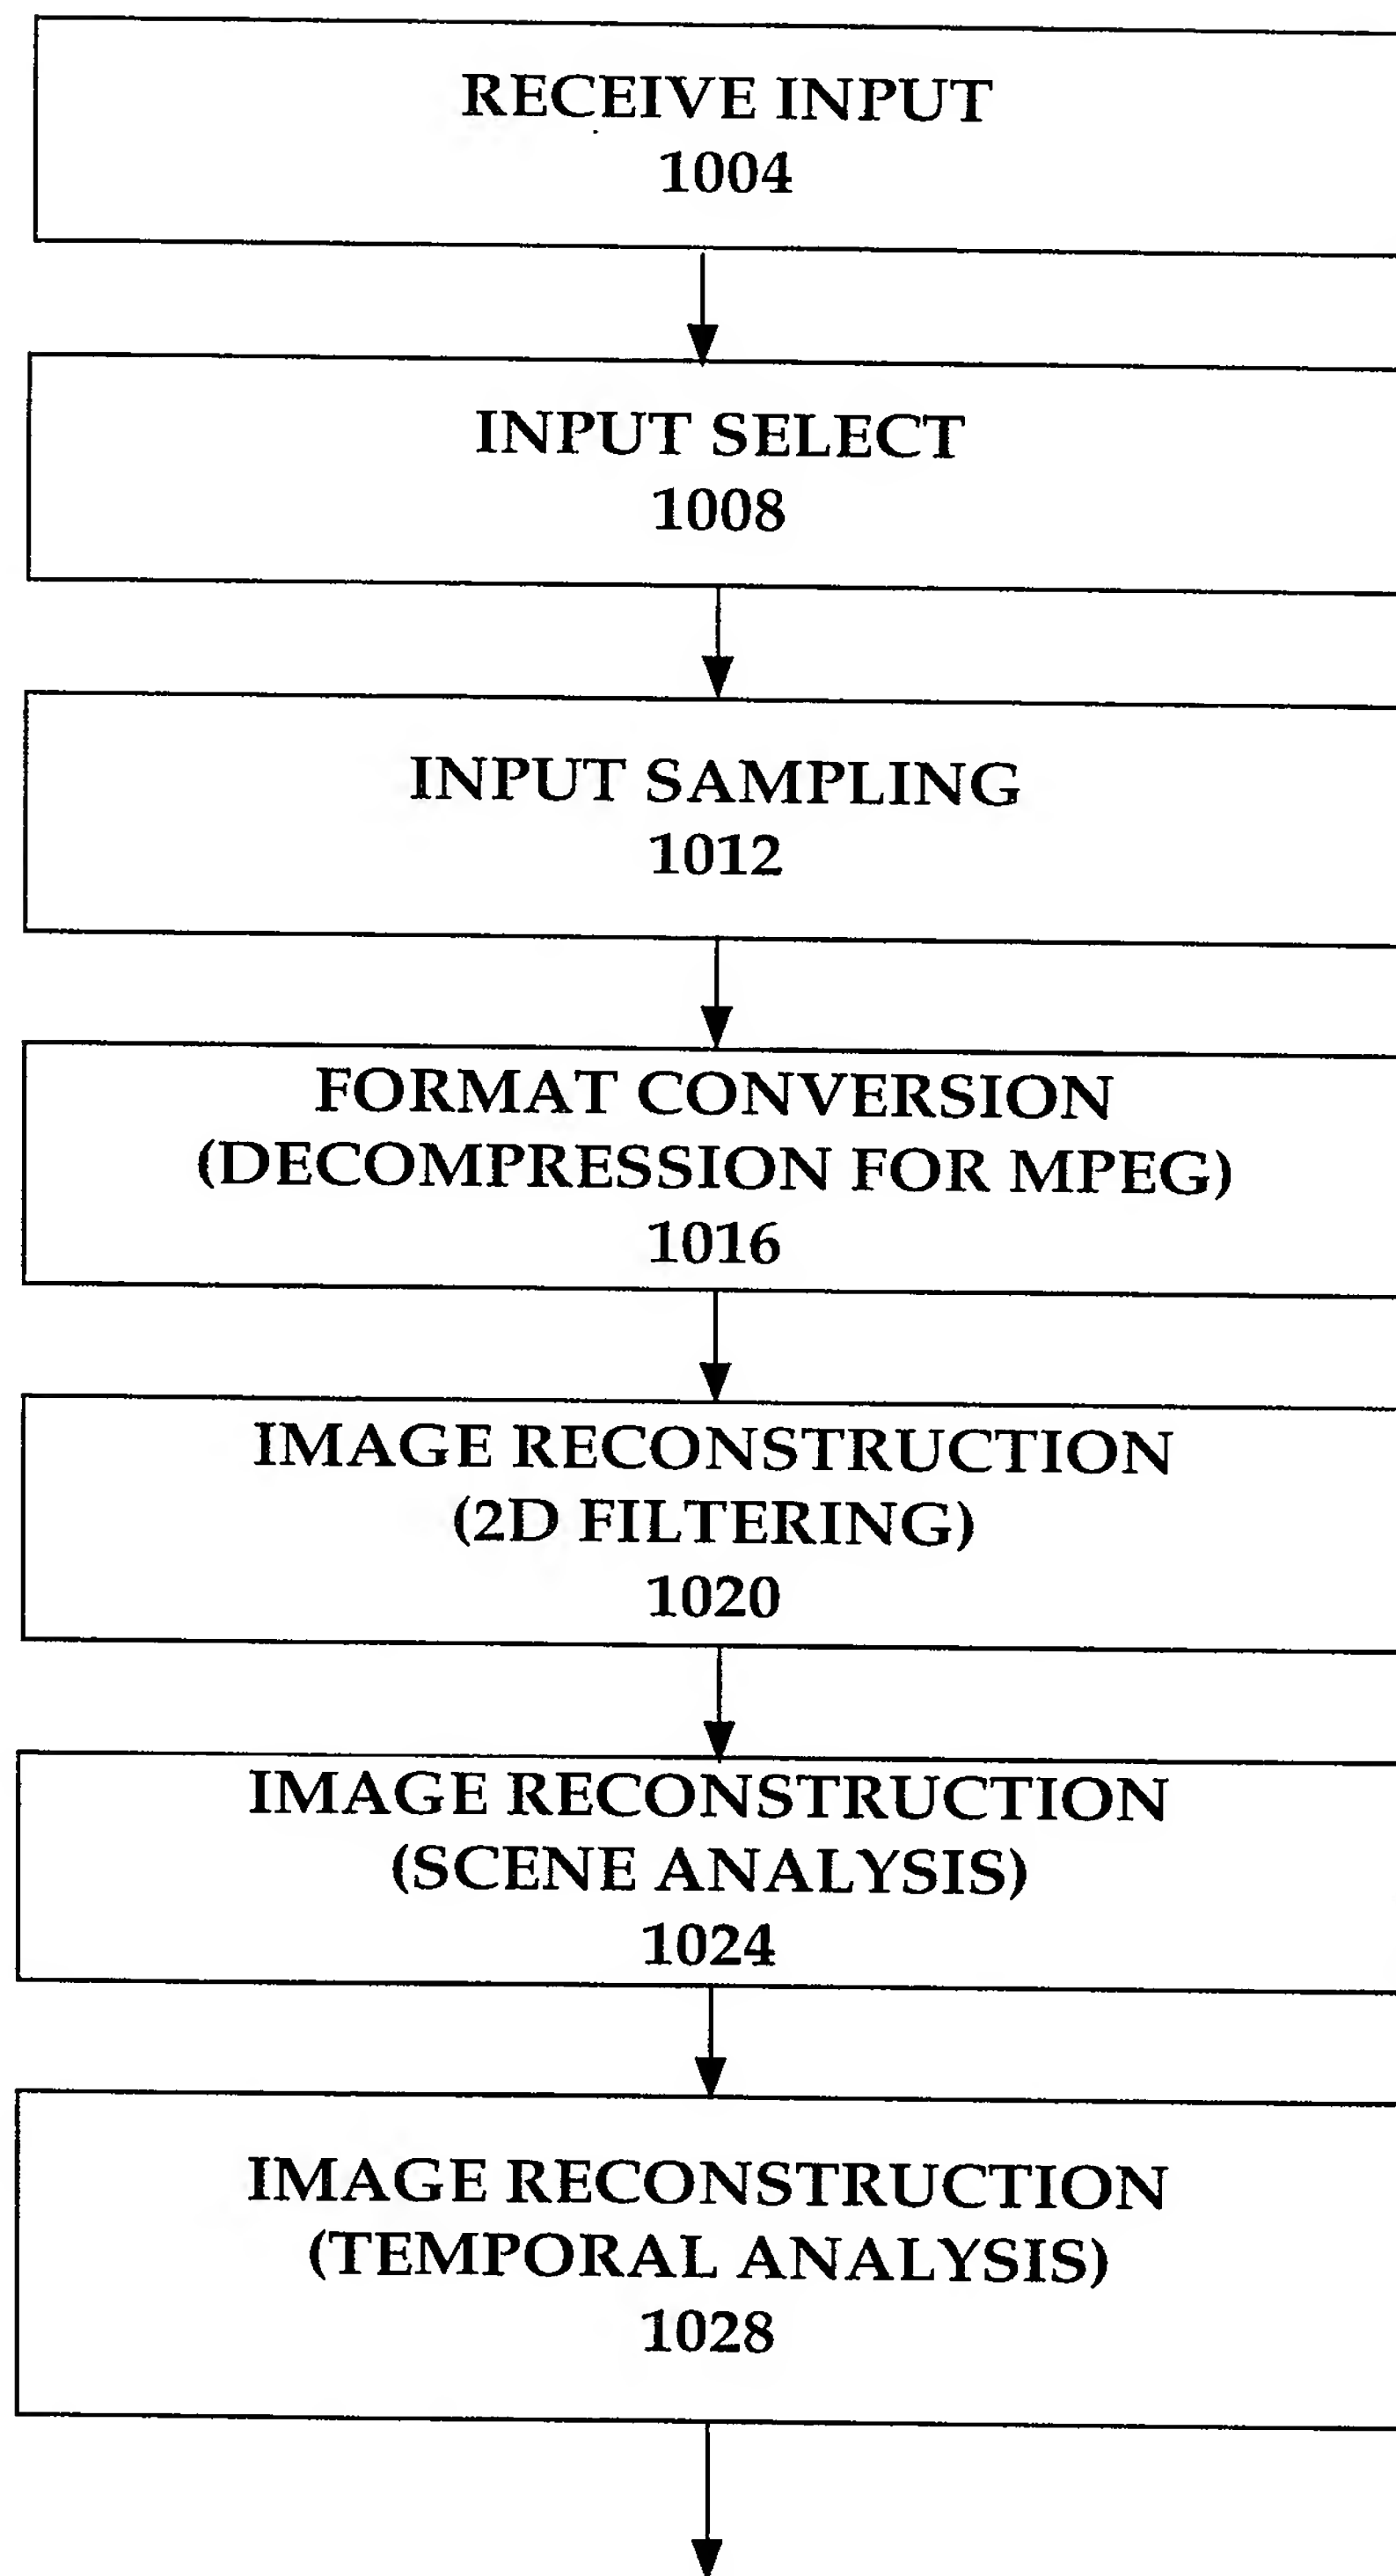 RECEIVE INPUT
1004
INPUT SELECT
1008
INPUT SAMPLING
1012
FORMAT CONVERSION
(DECOMPRESSION FOR MPEG)
1016
IMAGE RECONSTRUCTION
(2D FILTERING)
1020
IMAGE RECONSTRUCTION
(SCENE ANALYSIS)
1024
IMAGE RECONSTRUCTION
(TEMPORAL ANALYSIS)
1028